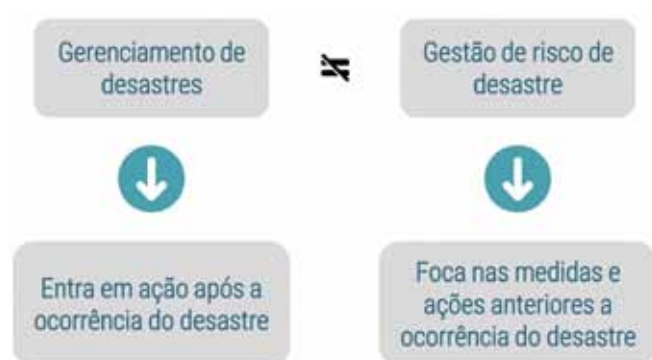 Gerenciamento de
desastres
≠
Gestão de risco de
desastre
Entra em ação após a
ocorrência do desastre
Foca nas medidas e
ações anteriores a
ocorrência do desastre